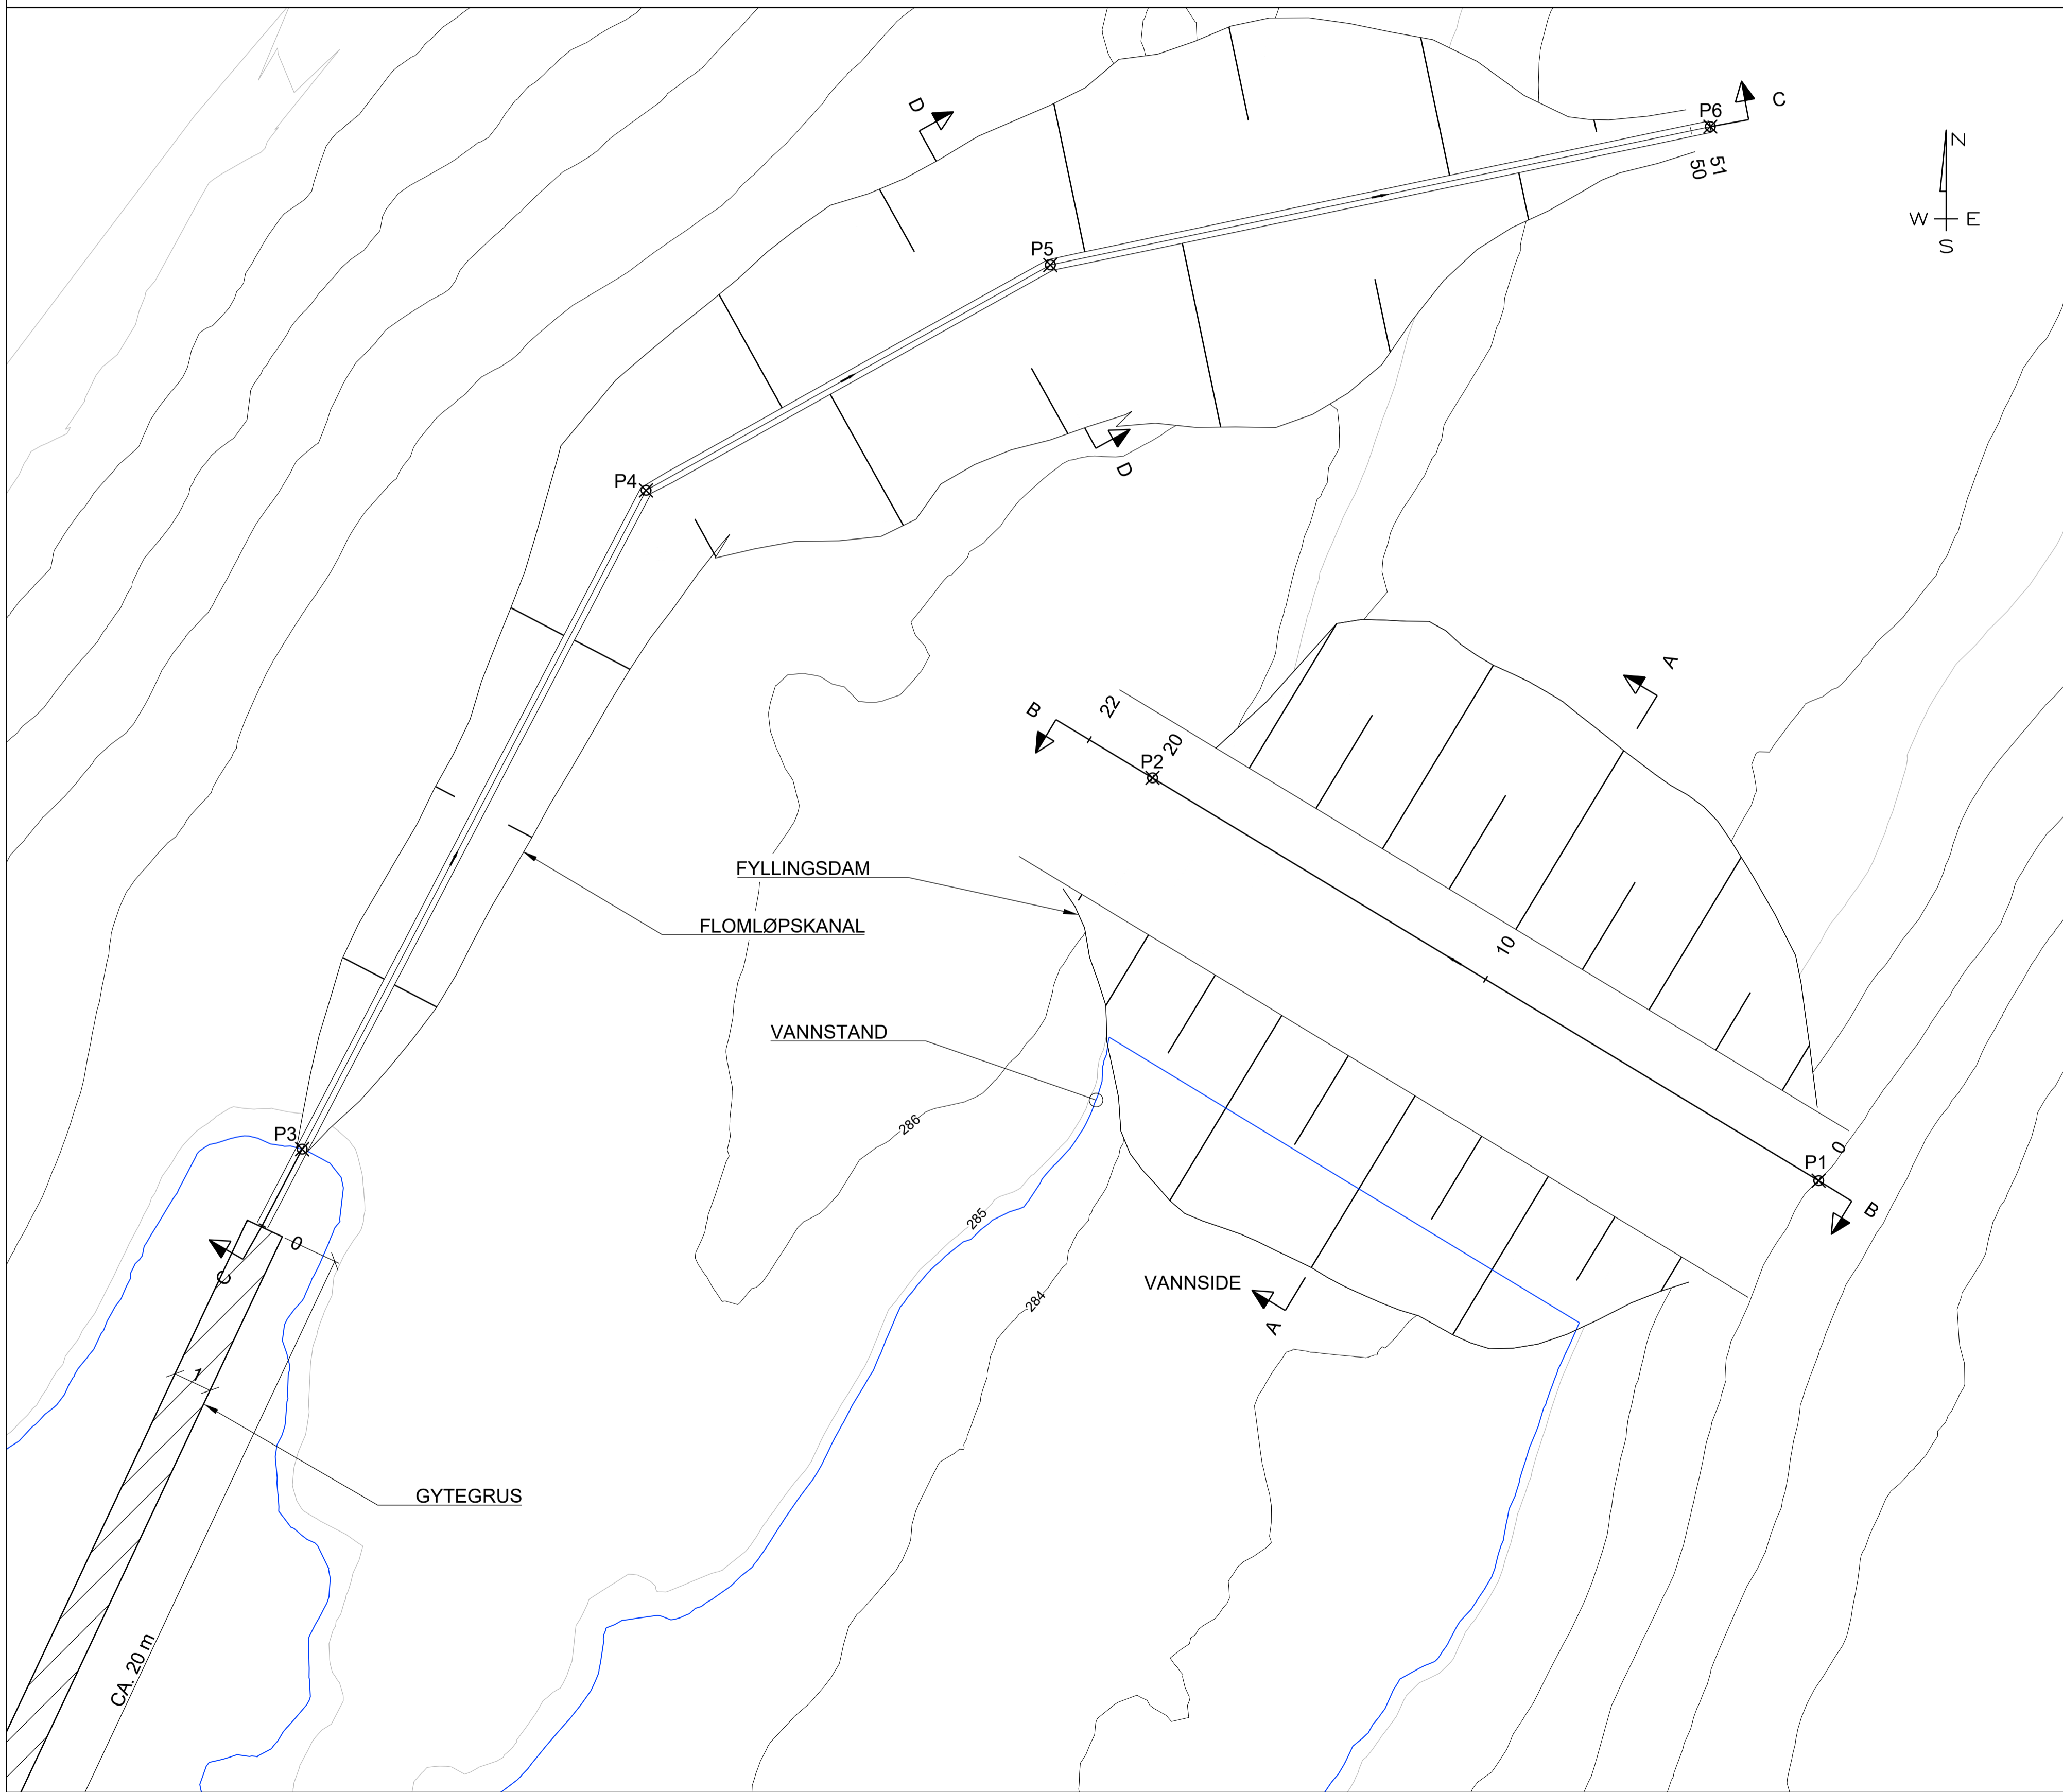 D
P6
C
N
W E
S
50
51
P5
P4
D
A
B
22
20
P2
FYLLINGSDAM
FLOMLØPSKANAL
10
VANNSTAND
286
P3
0
P1
B
285
0
C
VANNSIDE
284
A
1
GYTEGRUS
CA. 20 m